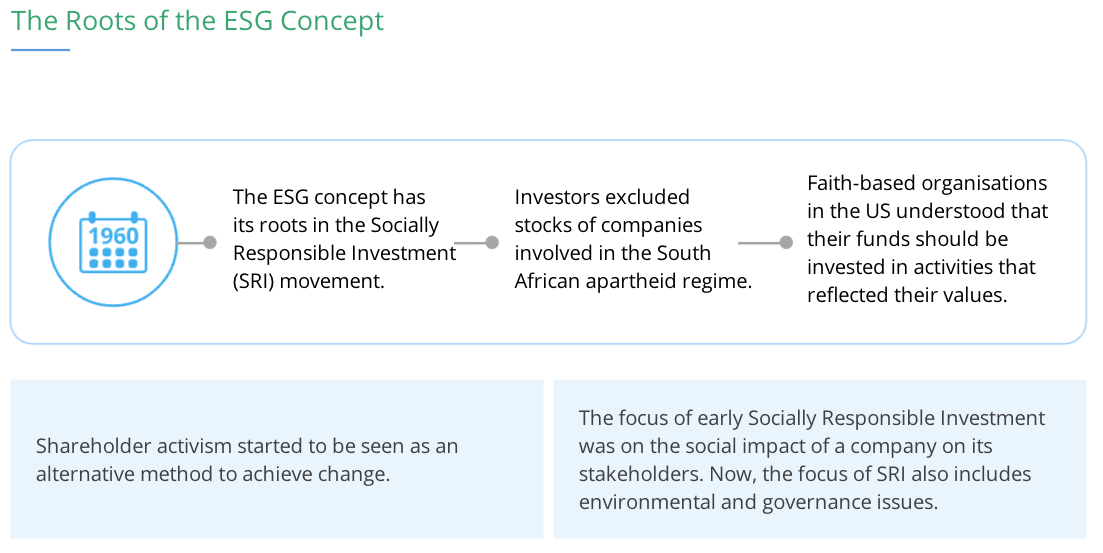 The Roots of the ESG Concept
1960
The ESG concept has
its roots in the Socially
Responsible Investment
(SRI) movement.
Investors excluded
stocks of companies
involved in the South
African apartheid regime.
Faith-based organisations
in the US understood that
their funds should be
invested in activities that
reflected their values.
Shareholder activism started to be seen as an
alternative method to achieve change.
The focus of early Socially Responsible Investment
was on the social impact of a company on its
stakeholders. Now, the focus of SRI also includes
environmental and governance issues.